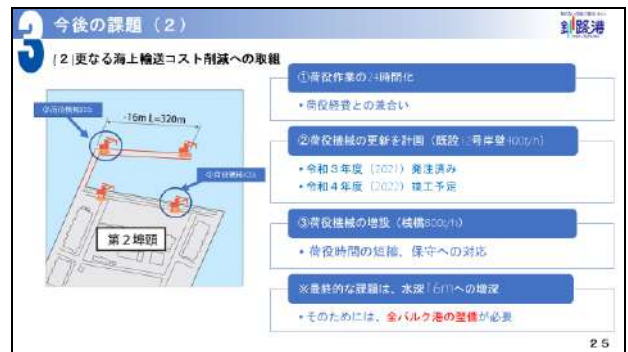 3 今後の課題（2）
釧路港
[2]更なる海上輸送コスト削減への取組
-16m L=320m
第２埠頭
①荷役作業の24時間化
・荷役経費との兼合い
②荷役機械の更新を計画（既設12号岸壁400t/h）
・令和３年度（2021）発注済み
・令和４年度（2022）竣工予定
③荷役機械の増設（桟橋800t/h）
・荷役時間の短縮、保守への対応
※最終的な課題は、水深16mへの増深
・そのためには、全バルク港の整備が必要
25